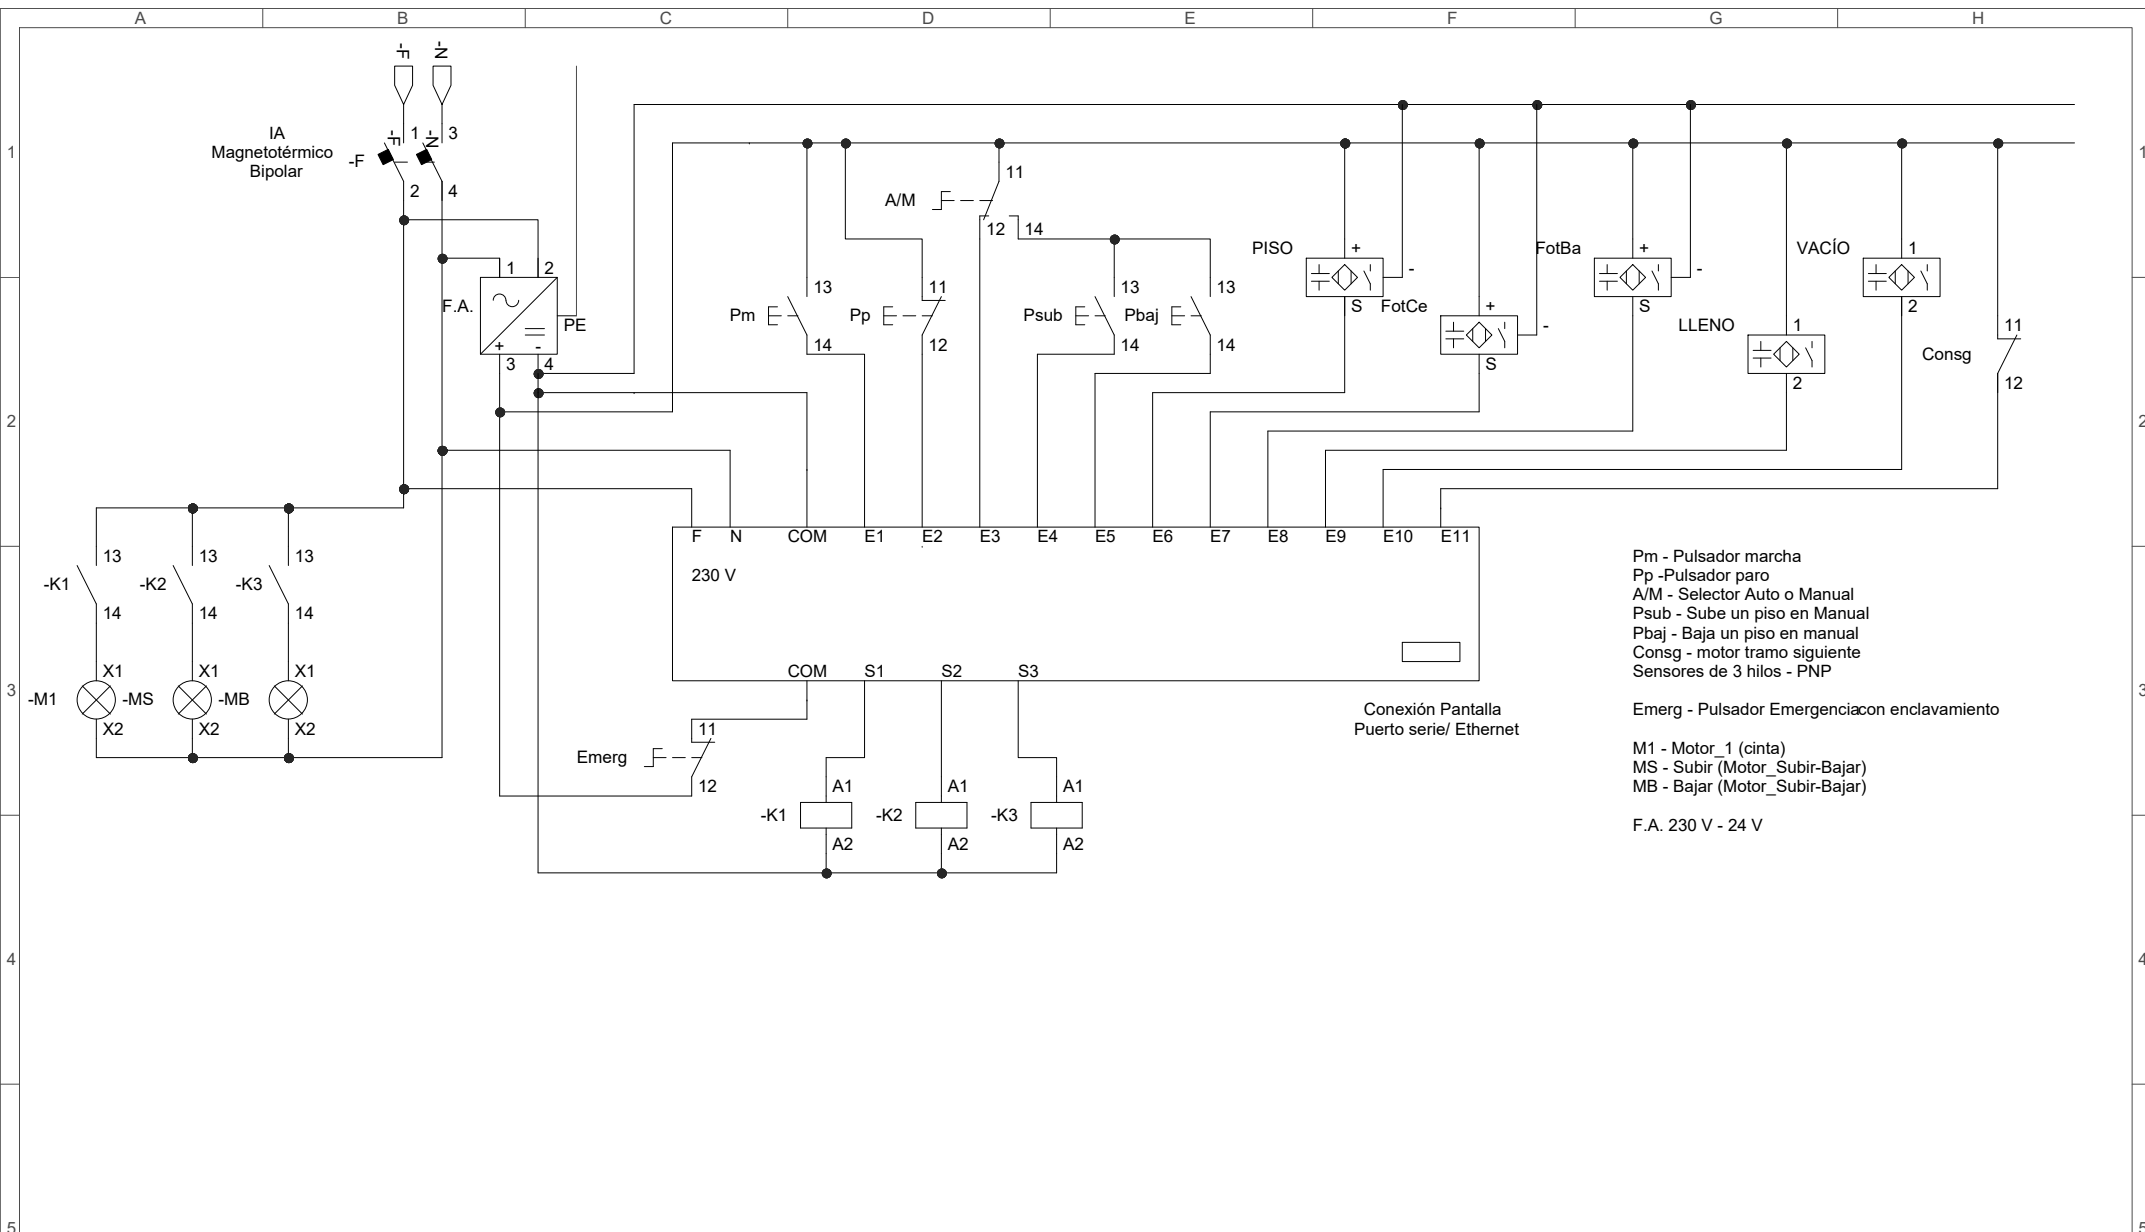 A B C D E F G H
-F -N
IA
Magnetotérmico
Bipolar
-F
-F 1 -N 3
2 4
1 1
A/M
11
12 14
F.A.
1 2
PE
+ -
3 4
Pm
13
14
Pp
11
12
Psub
13
14
Pbaj
13
14
PISO
+
-
S
FotCe
+
-
S
FotBa
+
-
S
LLENO
1
2
VACÍO
1
2
Consg
11
12
2 2
F N COM E1 E2 E3 E4 E5 E6 E7 E8 E9 E10 E11
230 V
COM S1 S2 S3
-K1 13 -K2 13 -K3 13
14 14 14
X1 X1 X1
-M1 -MS -MB
X2 X2 X2
3 3
Conexión Pantalla
Puerto serie/ Ethernet
Pm - Pulsador marcha
Pp -Pulsador paro
A/M - Selector Auto o Manual
Psub - Sube un piso en Manual
Pbaj - Baja un piso en manual
Consg - motor tramo siguiente
Sensores de 3 hilos - PNP
Emerg - Pulsador Emergencia con enclavamiento
M1 - Motor_1 (cinta)
MS - Subir (Motor_Subir-Bajar)
MB - Bajar (Motor_Subir-Bajar)
F.A. 230 V - 24 V
Emerg
11
12
A1 A1 A1
-K1 -K2 -K3
A2 A2 A2
4 4
5 5